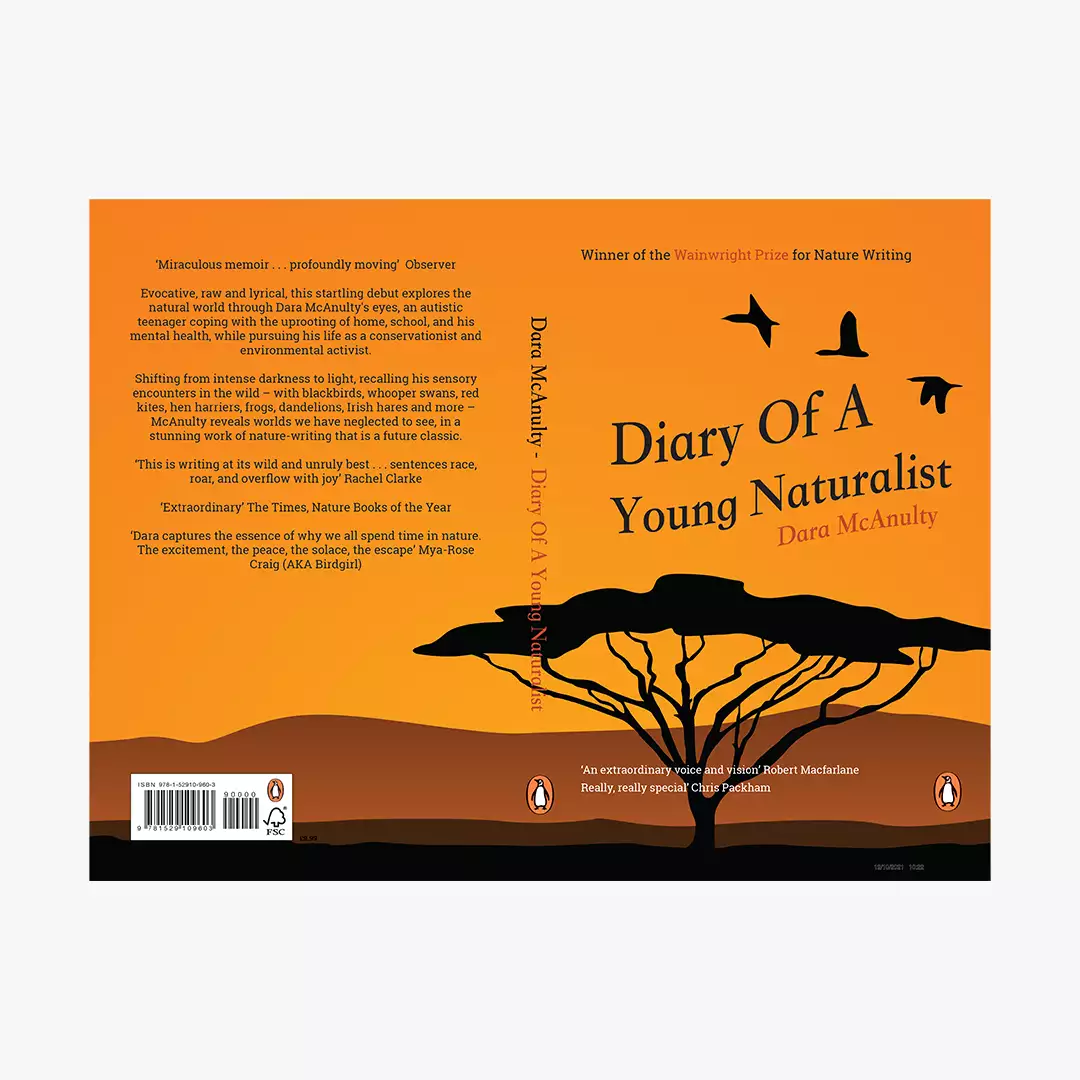 ‘Miraculous memoir . . . profoundly moving’ Observer
Evocative, raw and lyrical, this startling debut explores the
natural world through Dara McAnulty's eyes, an autistic
teenager coping with the uprooting of home, school, and his
mental health, while pursuing his life as a conservationist and
environmental activist.
Shifting from intense darkness to light, recalling his sensory
encounters in the wild – with blackbirds, whooper swans, red
kites, hen harriers, frogs, dandelions, Irish hares and more –
McAnulty reveals worlds we have neglected to see, in a
stunning work of nature-writing that is a future classic.
‘This is writing at its wild and unruly best . . . sentences race,
roar, and overflow with joy’ Rachel Clarke
‘Extraordinary’ The Times, Nature Books of the Year
‘Dara captures the essence of why we all spend time in nature.
The excitement, the peace, the solace, the escape’ Mya-Rose
Craig (AKA Birdgirl)
ISBN 978-1-52910-960-3
90000
9 781529 109603
FSC
£8.99
Dara McAnulty - Diary Of A Young Naturalist
Winner of the Wainwright Prize for Nature Writing
Diary Of A
Young Naturalist
Dara McAnulty
‘An extraordinary voice and vision’ Robert Macfarlane
Really, really special’ Chris Packham
12/10/2021 10:22